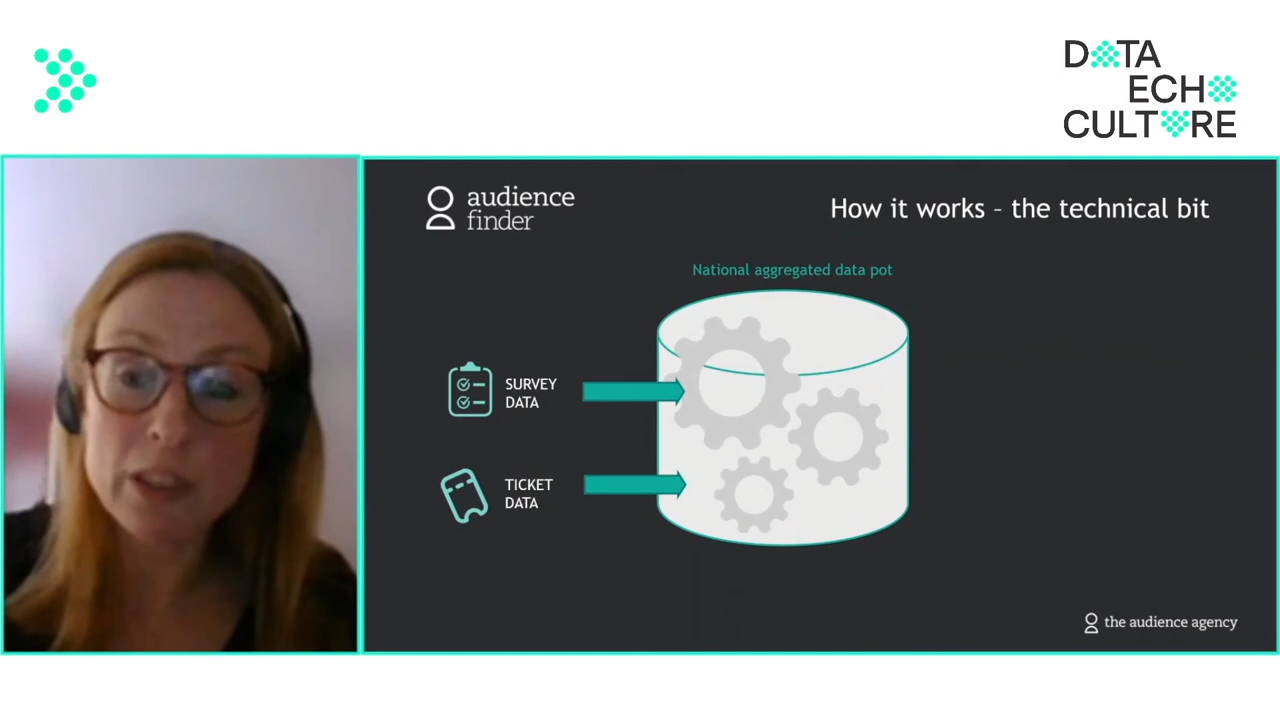 DATA
ECHO
CULTURE
audience
finder
How it works – the technical bit
National aggregated data pot
SURVEY
DATA
TICKET
DATA
the audience agency